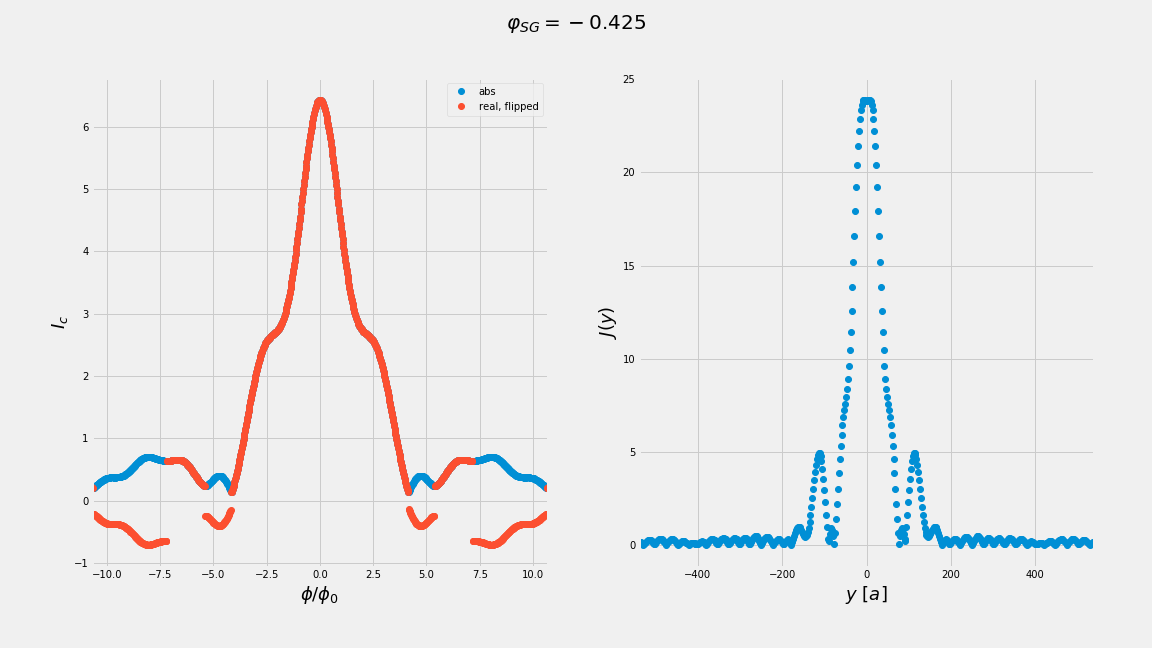 φ_SG = − 0.425
abs
real, flipped
6
5
4
3
2
1
0
−1
−10.0 −7.5 −5.0 −2.5 0.0 2.5 5.0 7.5 10.0
I_c
ϕ/ϕ_0
25
20
15
10
5
0
−400 −200 0 200 400
J(y)
y [a]